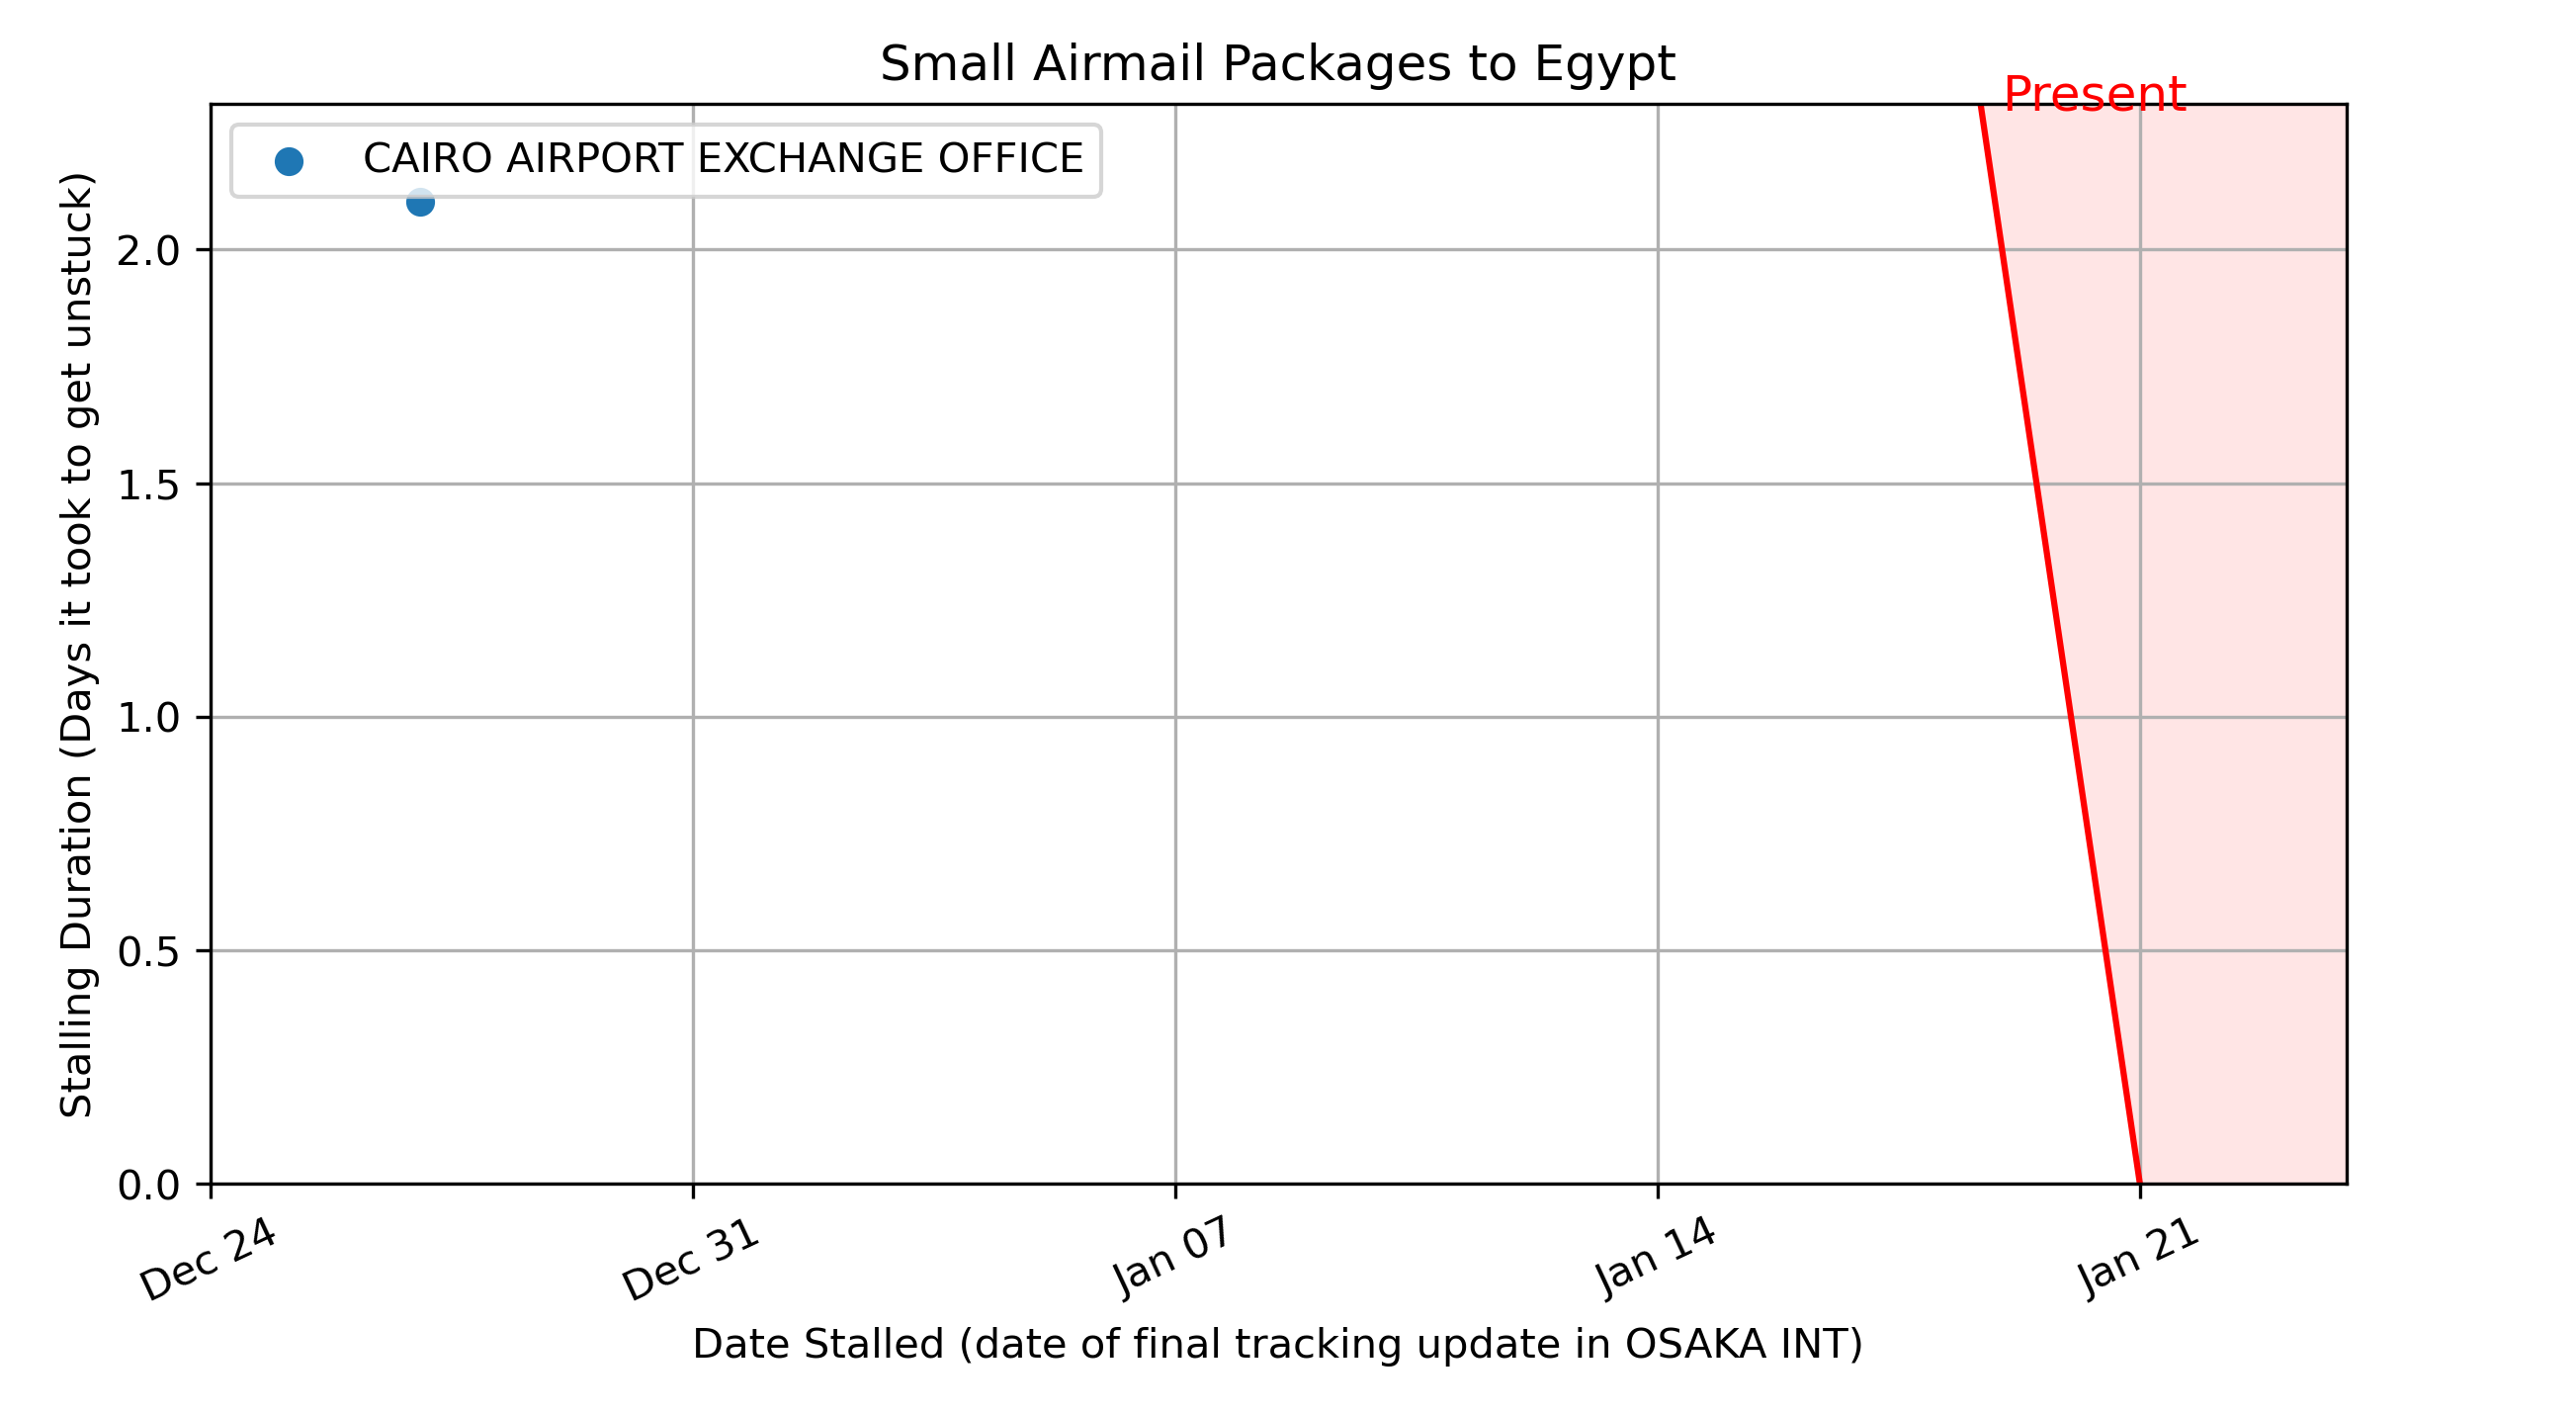 Small Airmail Packages to Egypt
Present
CAIRO AIRPORT EXCHANGE OFFICE
Stalling Duration (Days it took to get unstuck)
2.0
1.5
1.0
0.5
0.0
Dec 24
Dec 31
Jan 07
Jan 14
Jan 21
Date Stalled (date of final tracking update in OSAKA INT)